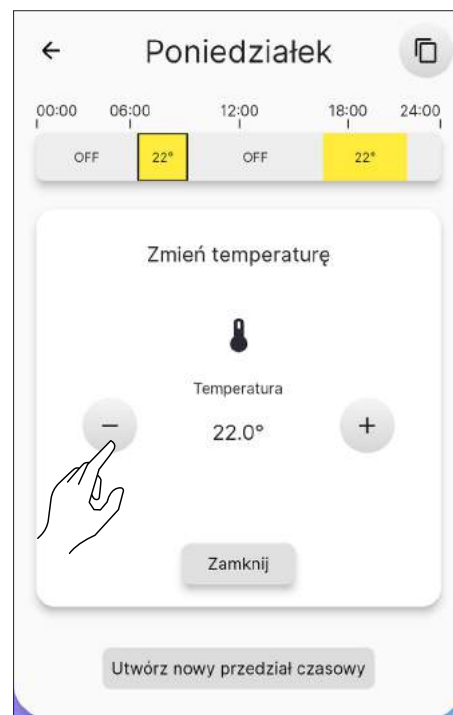 Poniedziałek
00:00 06:00 12:00 18:00 24:00
OFF 22° OFF 22°
Zmień temperaturę
Temperatura
− 22.0° +
Zamknij
Utwórz nowy przedział czasowy